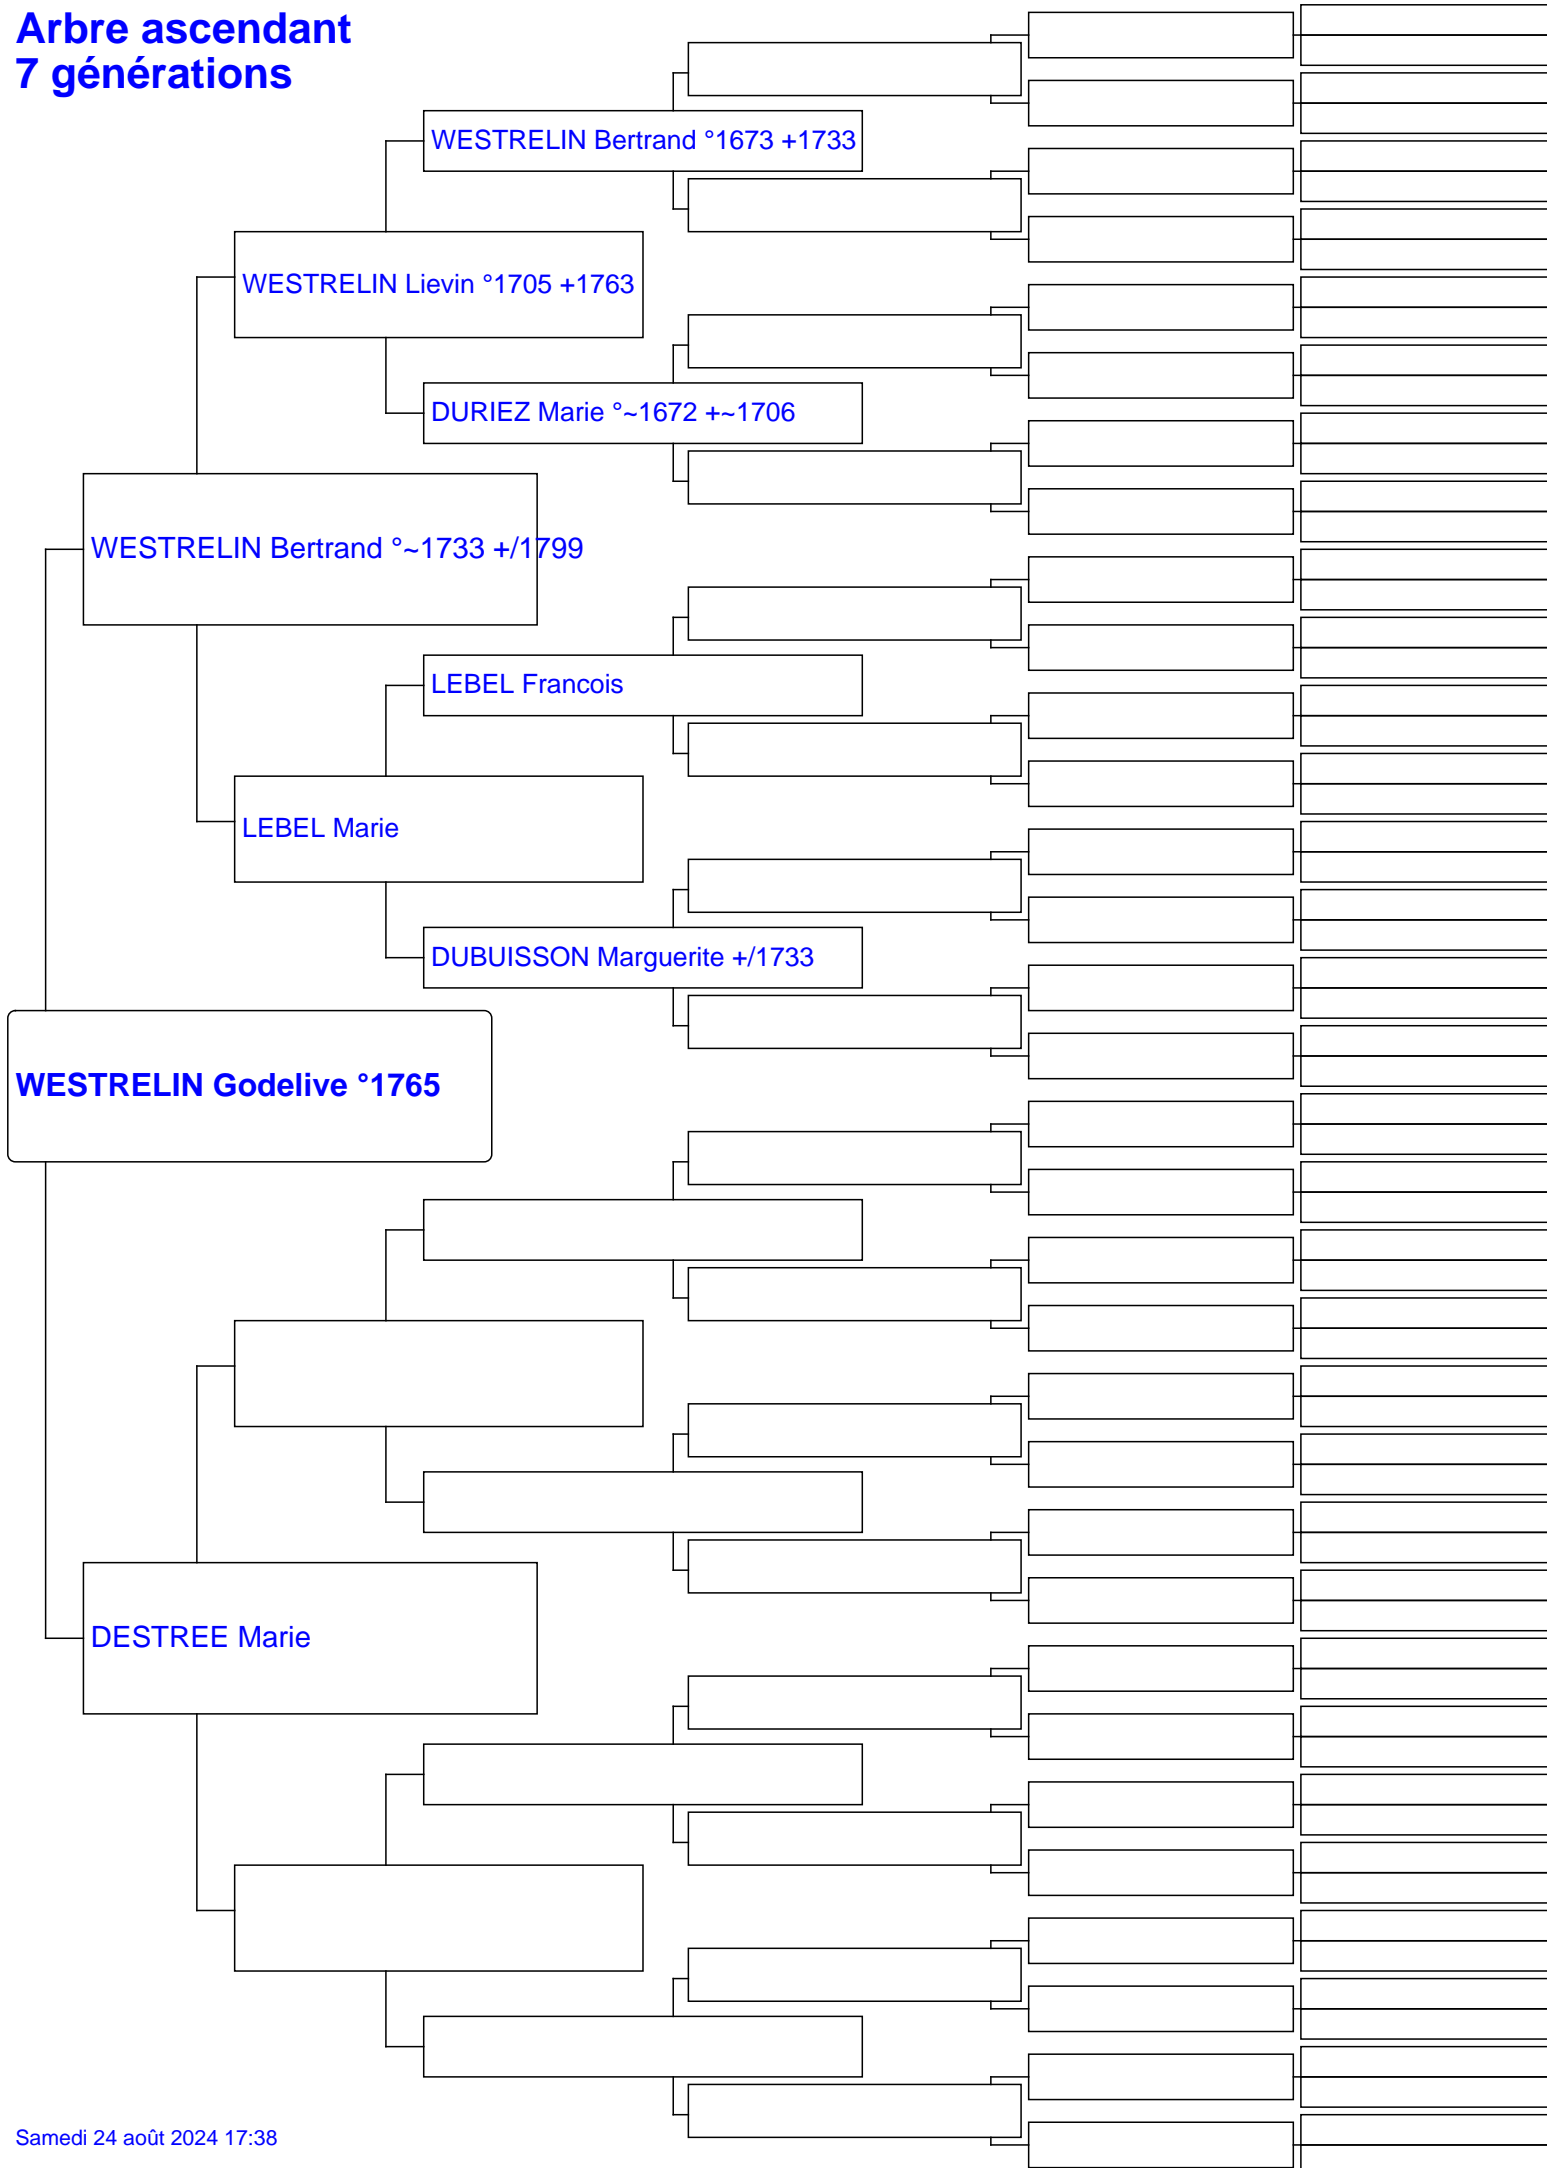 Arbre ascendant
7 générations
WESTRELIN Bertrand °1673 +1733
WESTRELIN Lievin °1705 +1763
DURIEZ Marie °~1672 +~1706
WESTRELIN Bertrand °~1733 +/1799
LEBEL Francois
LEBEL Marie
DUBUISSON Marguerite +/1733
WESTRELIN Godelive °1765
DESTREE Marie
Samedi 24 août 2024 17:38